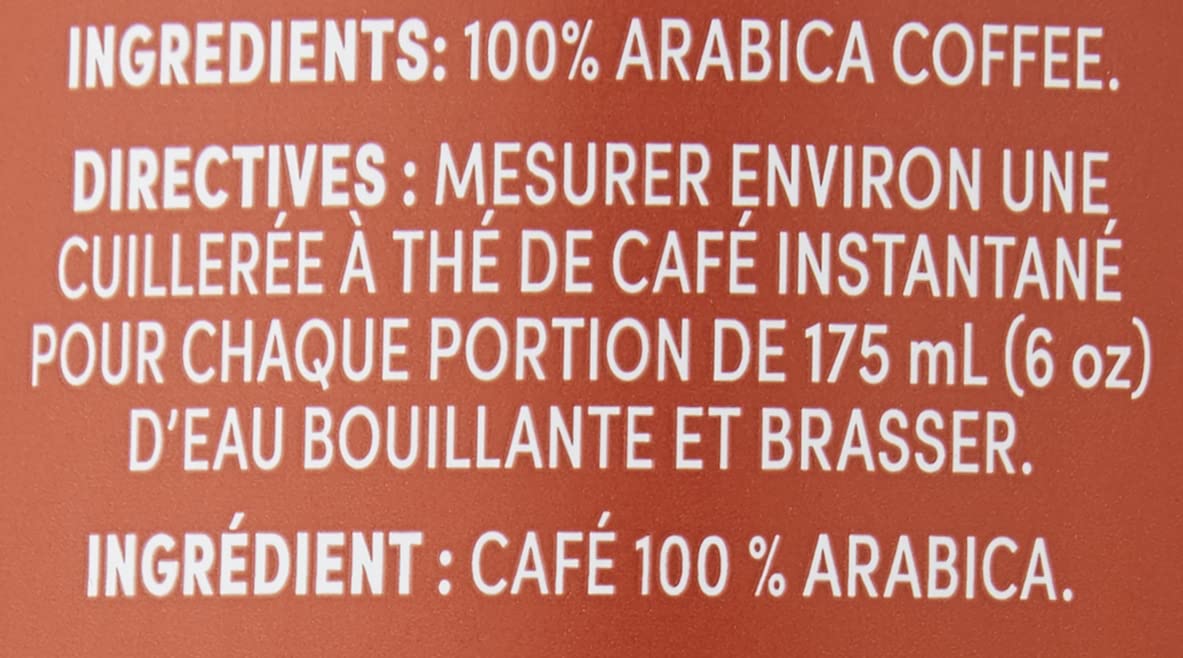 INGREDIENTS: 100% ARABICA COFFEE.
DIRECTIVES : MESURER ENVIRON UNE
CUILLERÉE À THÉ DE CAFÉ INSTANTANÉ
POUR CHAQUE PORTION DE 175 mL (6 oz)
D'EAU BOUILLANTE ET BRASSER.
INGRÉDIENT : CAFÉ 100 % ARABICA.